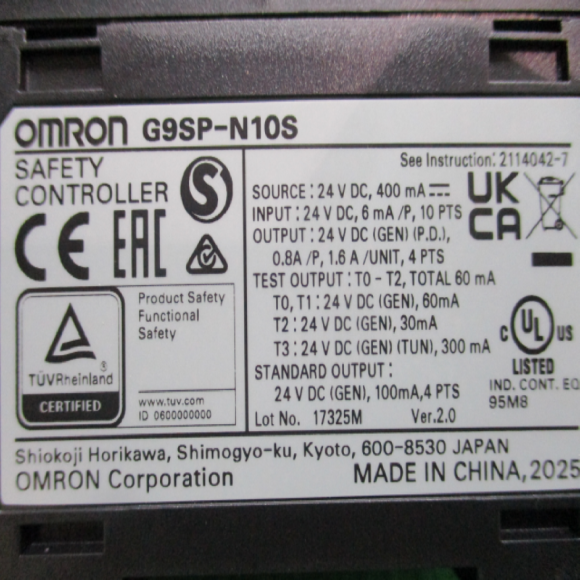 OMRON G9SP-N10S
SAFETY
CONTROLLER
S
See Instruction: 2114042-7
SOURCE: 24 V DC, 400 mA
INPUT: 24 V DC, 6 mA /P, 10 PTS
OUTPUT: 24 V DC (GEN) (P.D.),
0.8A /P, 1.6 A /UNIT, 4 PTS
TEST OUTPUT: T0 - T2, TOTAL 60 mA
T0, T1: 24 V DC (GEN), 60mA
T2: 24 V DC (GEN), 30mA
T3: 24 V DC (GEN) (TUN), 300 mA
STANDARD OUTPUT:
24 V DC (GEN), 100mA,4 PTS
Lot No. 17325M Ver.2.0
UK
CA
CE EAC
TÜVRheinland
CERTIFIED
Product Safety
Functional
Safety
www.tuv.com
ID 0600000000
C UL US
LISTED
IND. CONT. EQ
95M8
Shiokoji Horikawa, Shimogyo-ku, Kyoto, 600-8530 JAPAN
OMRON Corporation MADE IN CHINA, 2025